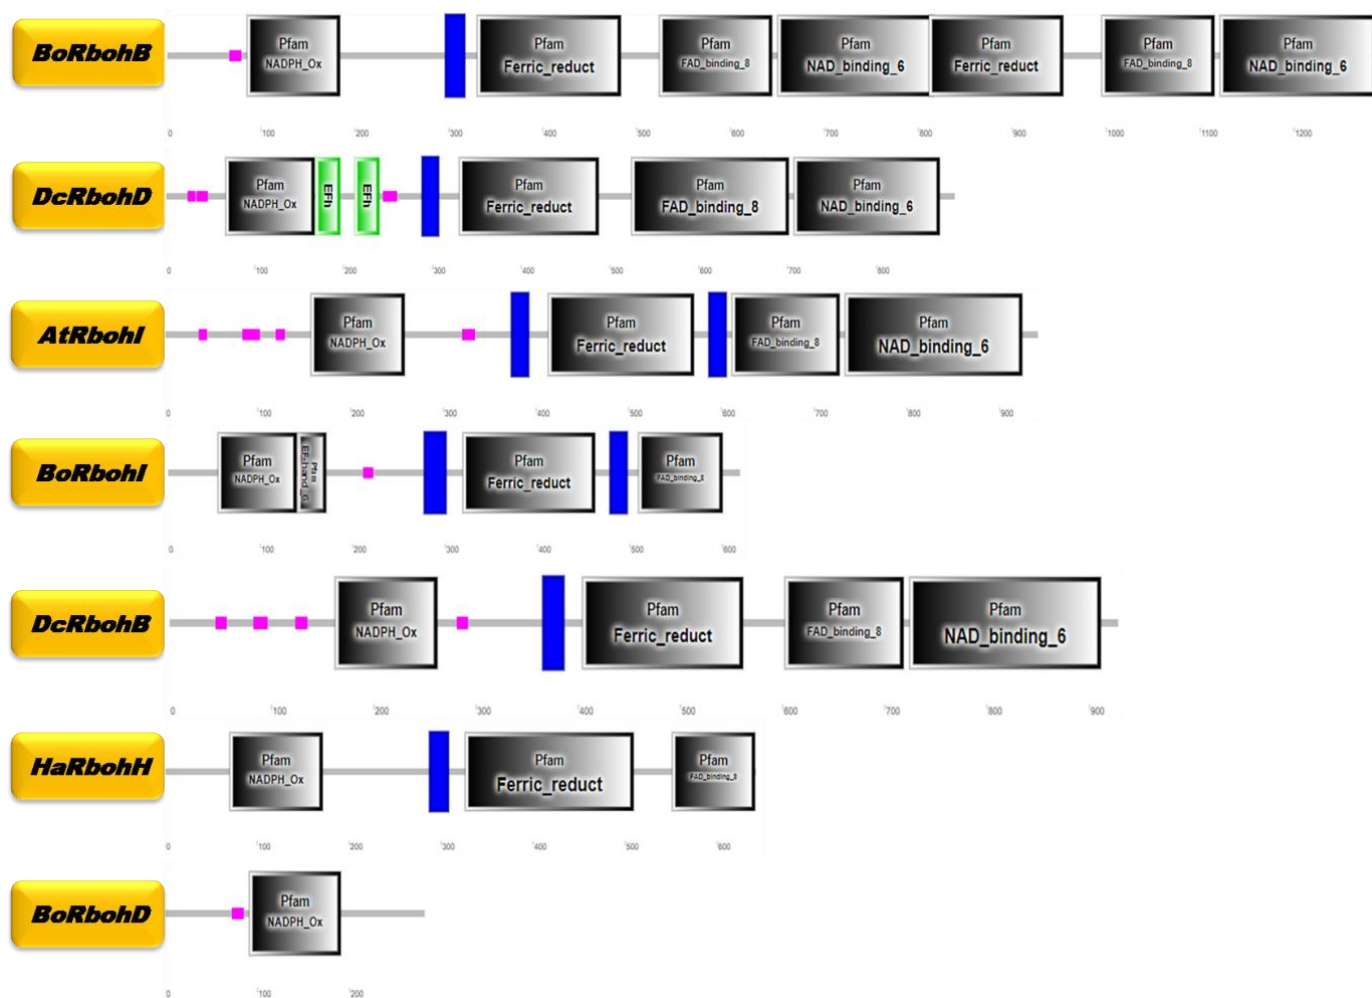 BoRbohB
Pfam
NADPH_Ox
Pfam
Ferric_reduct
Pfam
FAD_binding_8
Pfam
NAD_binding_6
Pfam
Ferric_reduct
Pfam
FAD_binding_8
Pfam
NAD_binding_6
0 100 200 300 400 500 600 700 800 900 1000 1100 1200
DcRbohD
Pfam
NADPH_Ox
EFh
EFh
Pfam
Ferric_reduct
Pfam
FAD_binding_8
Pfam
NAD_binding_6
0 100 200 300 400 500 600 700 800
AtRbohI
Pfam
NADPH_Ox
Pfam
Ferric_reduct
Pfam
FAD_binding_8
Pfam
NAD_binding_6
0 100 200 300 400 500 600 700 800 900
BoRbohI
Pfam
NADPH_Ox
Pfam
EF-hand_6
Pfam
Ferric_reduct
Pfam
FAD_binding_8
0 100 200 300 400 500 600
DcRbohB
Pfam
NADPH_Ox
Pfam
Ferric_reduct
Pfam
FAD_binding_8
Pfam
NAD_binding_6
0 100 200 300 400 500 600 700 800 900
HaRbohH
Pfam
NADPH_Ox
Pfam
Ferric_reduct
Pfam
FAD_binding_8
0 100 200 300 400 500 600
BoRbohD
Pfam
NADPH_Ox
0 100 200